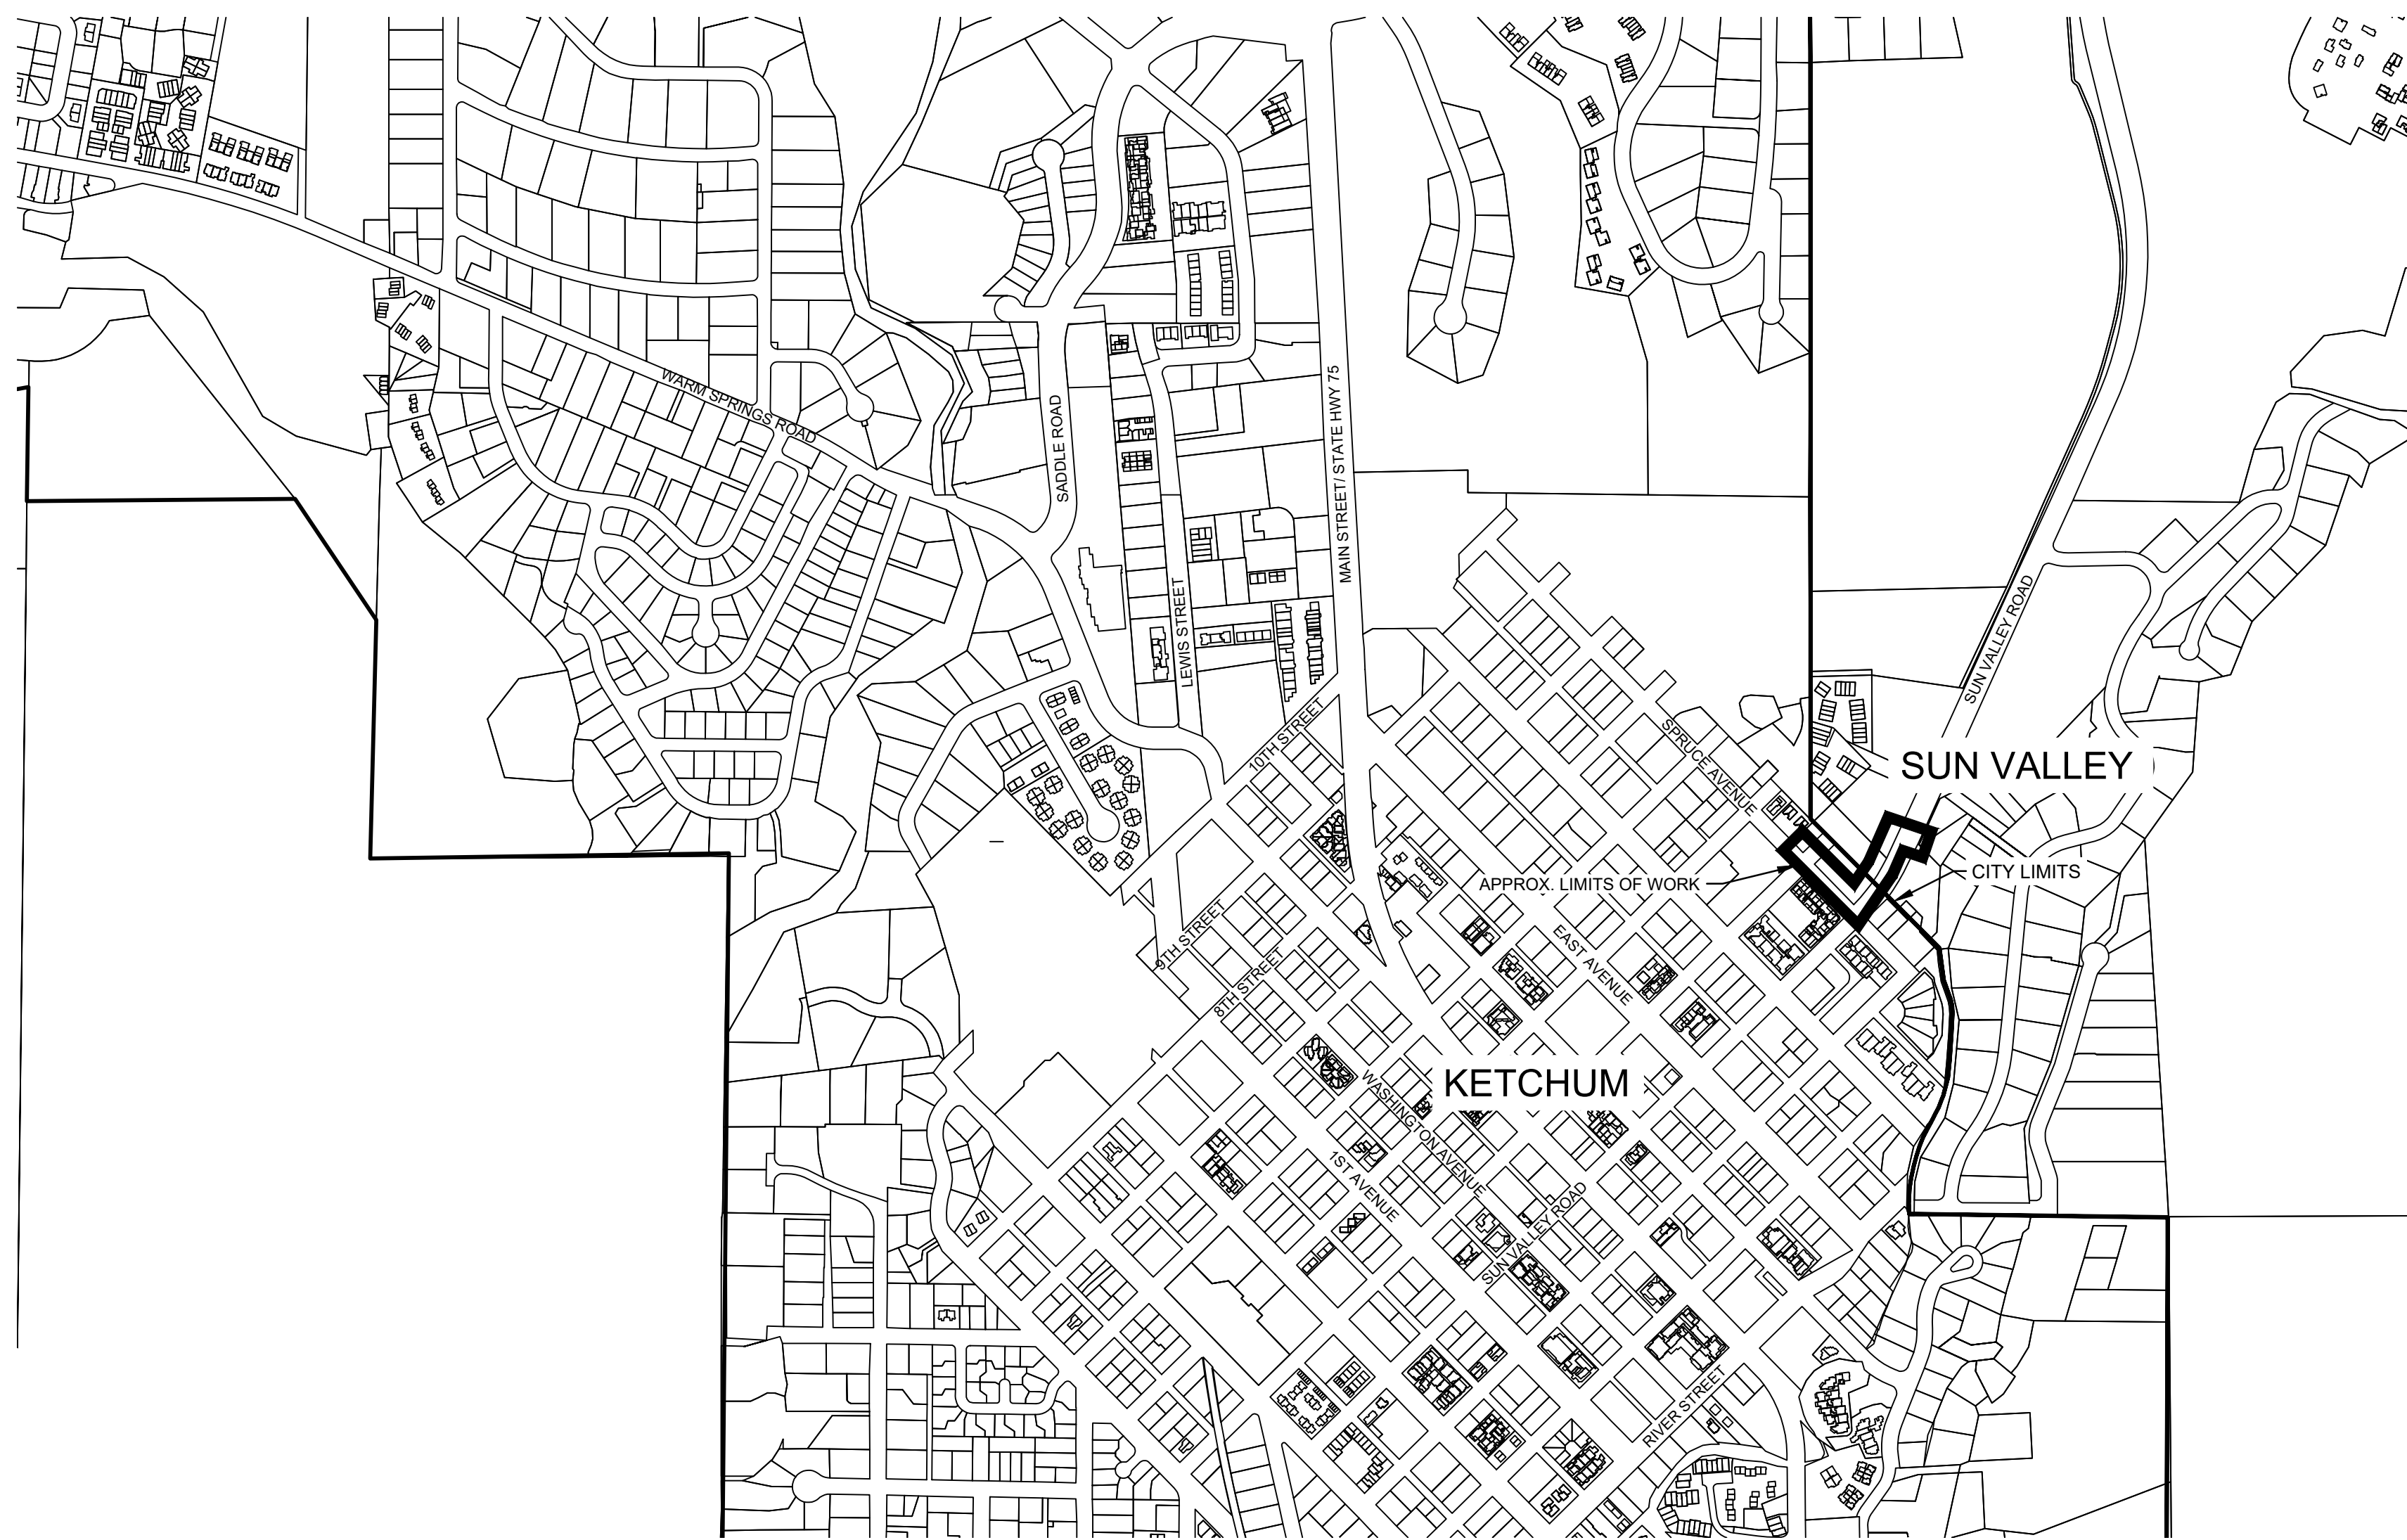 WARM SPRINGS ROAD
SADDLE ROAD
MAIN STREET/ STATE HWY 75
LEWIS STREET
SUN VALLEY ROAD
10TH STREET
SPRUCE AVENUE
SUN VALLEY
APPROX. LIMITS OF WORK
CITY LIMITS
9TH STREET
8TH STREET
EAST AVENUE
KETCHUM
WASHINGTON AVENUE
1ST AVENUE
SUN VALLEY ROAD
RIVER STREET